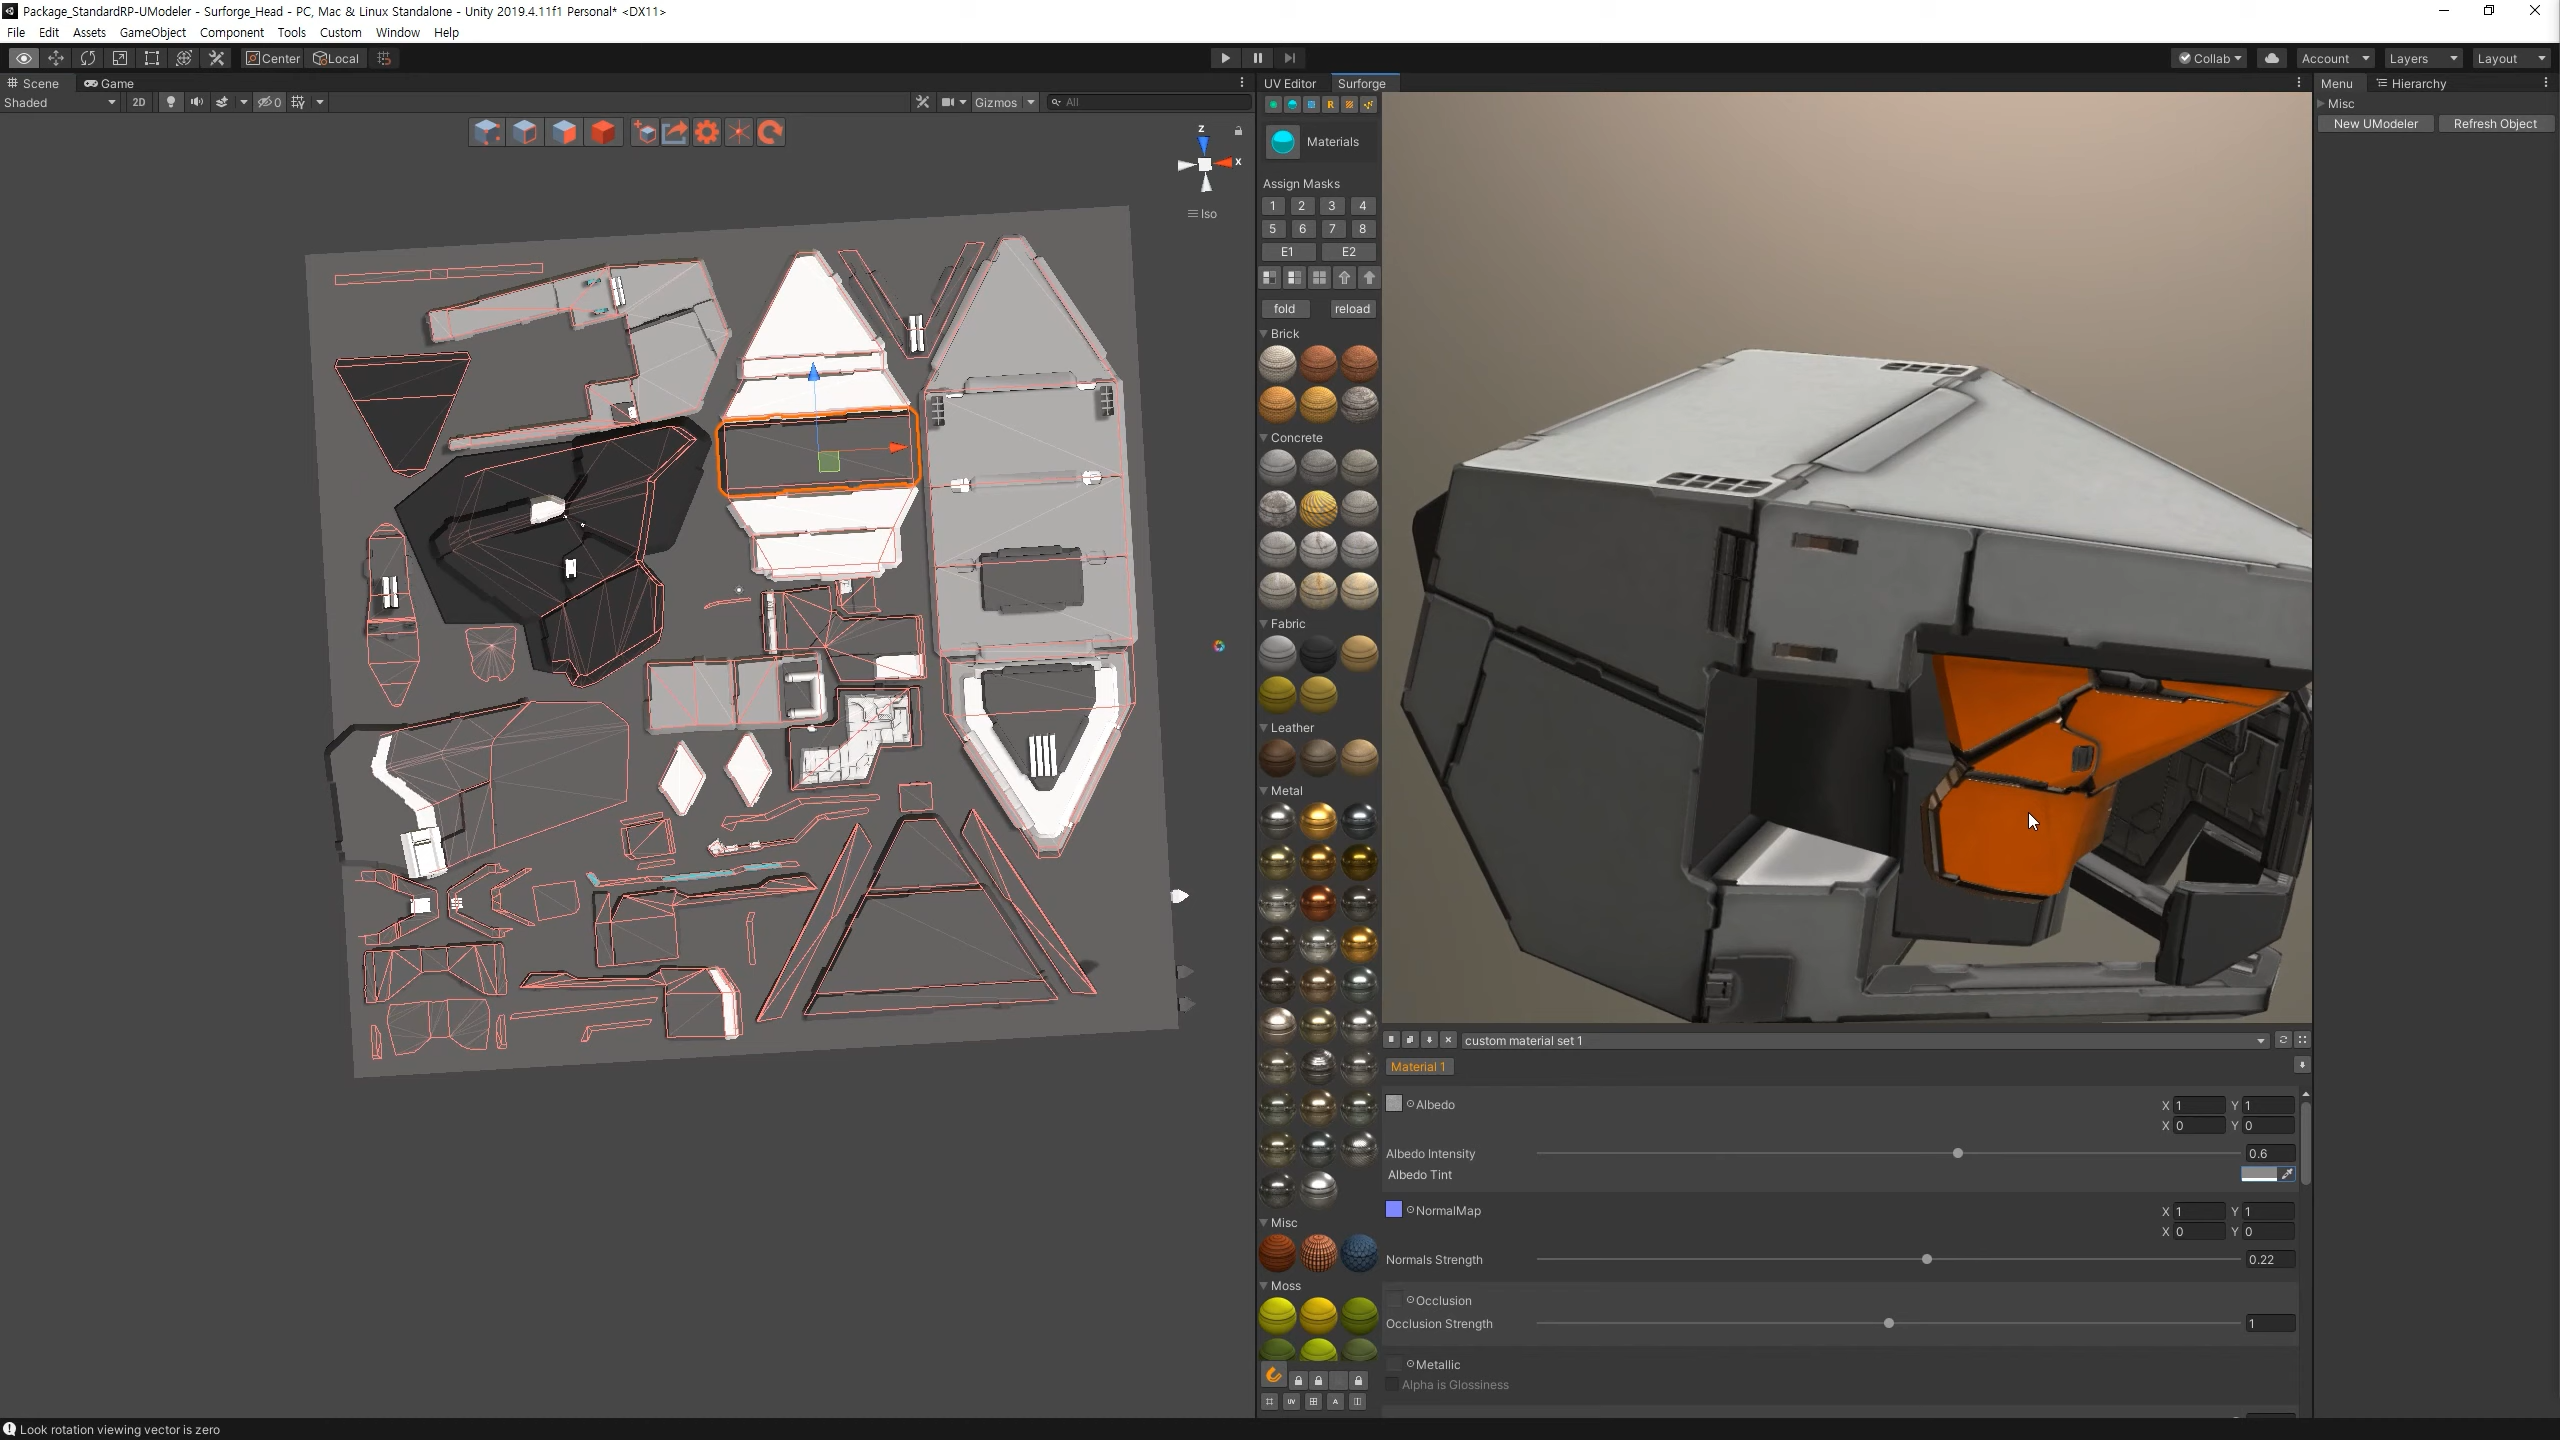 Package_StandardRP-UModeler - Surforge_Head - PC, Mac & Linux Standalone - Unity 2019.4.11f1 Personal* <DX11>
File Edit Assets GameObject Component Tools Custom Window Help
Center Local Collab Account Layers Layout
Scene Game
Shaded 2D 0 Gizmos All
z
x
Iso
UV Editor Surforge
R
Materials
Assign Masks
1 2 3 4
5 6 7 8
E1 E2
fold reload
Brick
Concrete
Fabric
Leather
Metal
Misc
Moss
UV A
custom material set 1
Material 1
Albedo X 1 Y 1
X 0 Y 0
Albedo Intensity 0.6
Albedo Tint
NormalMap X 1 Y 1
X 0 Y 0
Normals Strength 0.22
Occlusion
Occlusion Strength 1
Metallic
Alpha is Glossiness
Menu Hierarchy
Misc
New UModeler Refresh Object
Look rotation viewing vector is zero